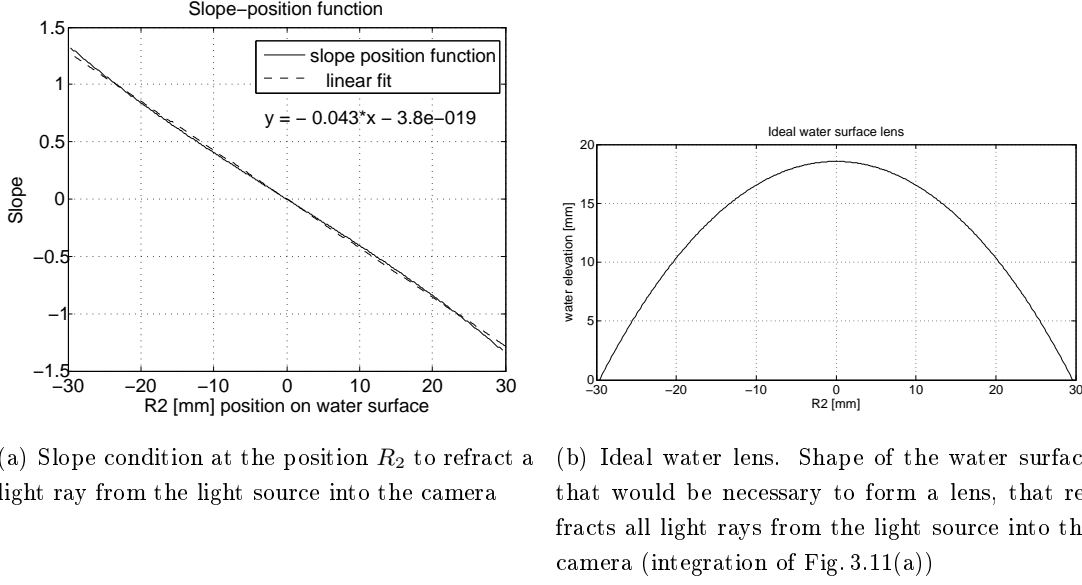 Slope−position function
1.5
1
0.5
0
−0.5
−1
−1.5
Slope
slope position function
linear fit
y = − 0.043*x − 3.8e−019
−30 −20 −10 0 10 20 30
R2 [mm] position on water surface
Ideal water surface lens
20
15
10
5
0
water elevation [mm]
−30 −20 −10 0 10 20 30
R2 [mm]
(a) Slope condition at the position R2 to refract a
light ray from the light source into the camera
(b) Ideal water lens. Shape of the water surfac
that would be necessary to form a lens, that re
fracts all light rays from the light source into th
camera (integration of Fig. 3.11(a))